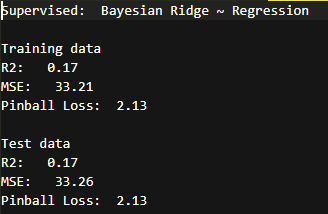 Supervised:  Bayesian Ridge ~ Regression
Training data
R2:   0.17
MSE:   33.21
Pinball Loss:  2.13
Test data
R2:   0.17
MSE:   33.26
Pinball Loss:  2.13